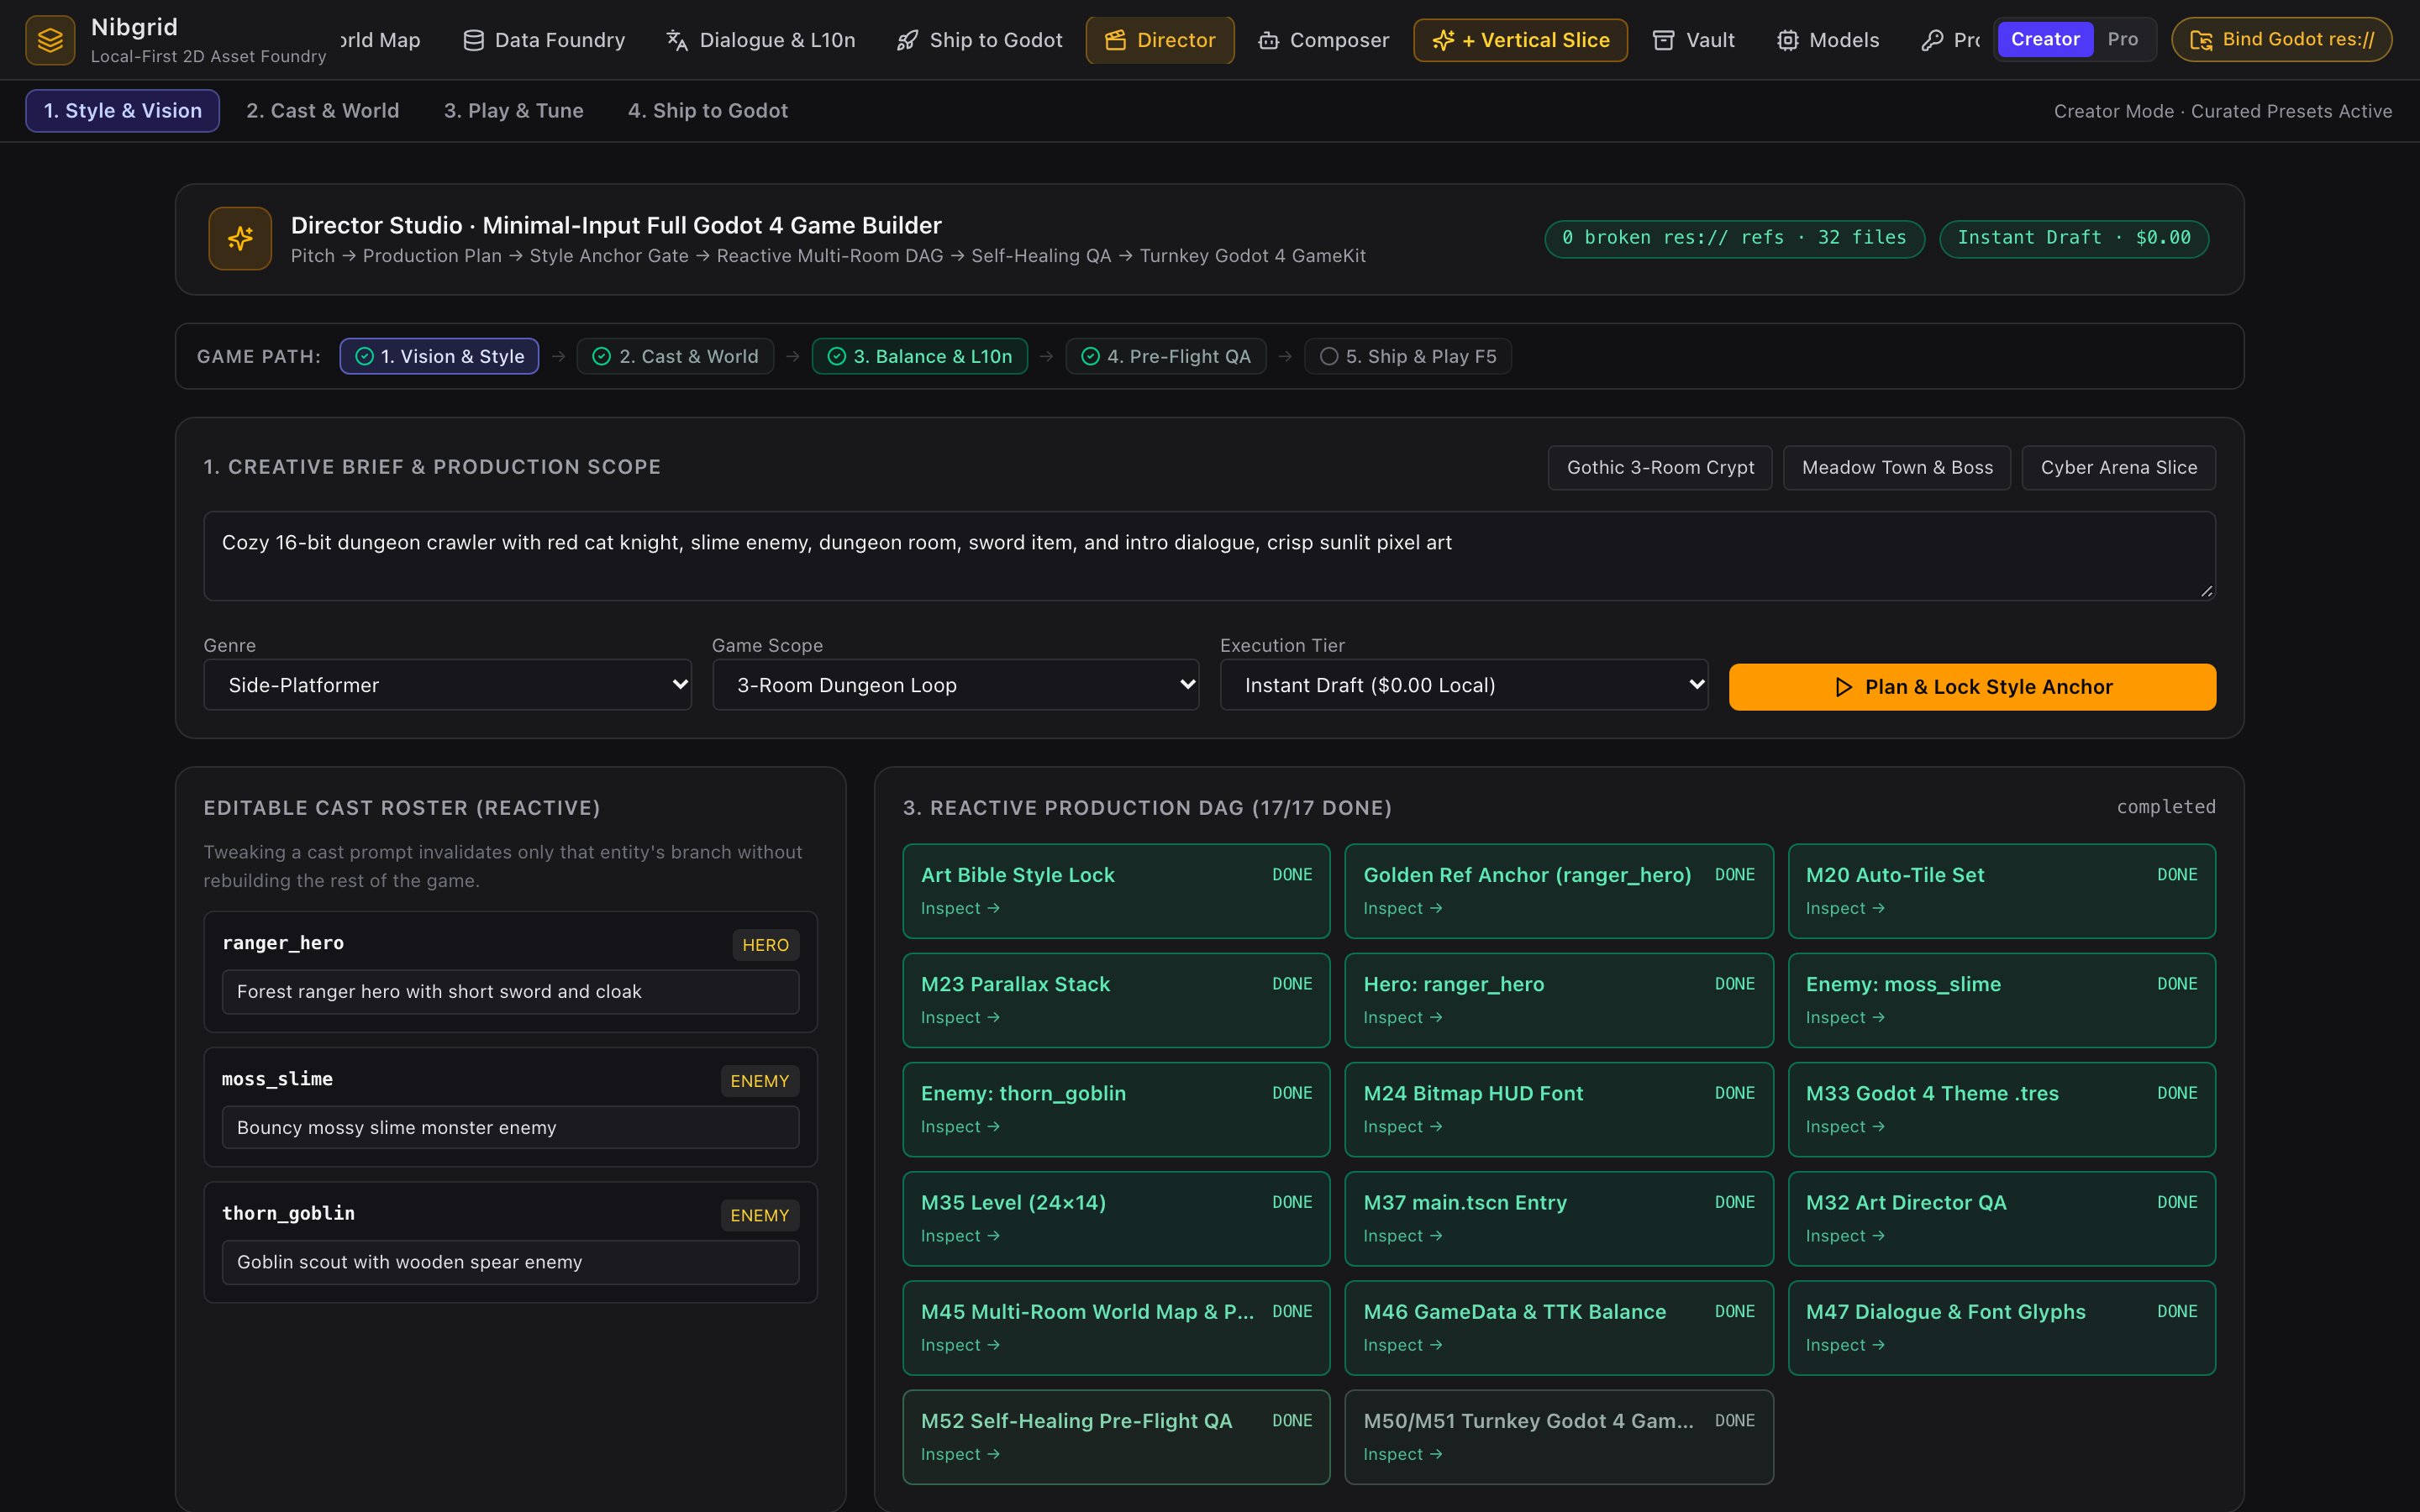 Nibgrid
Local-First 2D Asset Foundry
orld Map
Data Foundry
Dialogue & L10n
Ship to Godot
Director
Composer
+ Vertical Slice
Vault
Models
Pro
Creator
Pro
Bind Godot res://
1. Style & Vision
2. Cast & World
3. Play & Tune
4. Ship to Godot
Creator Mode · Curated Presets Active
Director Studio · Minimal-Input Full Godot 4 Game Builder
Pitch → Production Plan → Style Anchor Gate → Reactive Multi-Room DAG → Self-Healing QA → Turnkey Godot 4 GameKit
0 broken res:// refs · 32 files
Instant Draft · $0.00
GAME PATH:
1. Vision & Style
→
2. Cast & World
→
3. Balance & L10n
→
4. Pre-Flight QA
→
5. Ship & Play F5
1. CREATIVE BRIEF & PRODUCTION SCOPE
Gothic 3-Room Crypt
Meadow Town & Boss
Cyber Arena Slice
Cozy 16-bit dungeon crawler with red cat knight, slime enemy, dungeon room, sword item, and intro dialogue, crisp sunlit pixel art
Genre
Game Scope
Execution Tier
Side-Platformer
3-Room Dungeon Loop
Instant Draft ($0.00 Local)
Plan & Lock Style Anchor
EDITABLE CAST ROSTER (REACTIVE)
Tweaking a cast prompt invalidates only that entity's branch without
rebuilding the rest of the game.
ranger_hero
HERO
Forest ranger hero with short sword and cloak
moss_slime
ENEMY
Bouncy mossy slime monster enemy
thorn_goblin
ENEMY
Goblin scout with wooden spear enemy
3. REACTIVE PRODUCTION DAG (17/17 DONE)
completed
Art Bible Style Lock
DONE
Inspect →
Golden Ref Anchor (ranger_hero)
DONE
Inspect →
M20 Auto-Tile Set
DONE
Inspect →
M23 Parallax Stack
DONE
Inspect →
Hero: ranger_hero
DONE
Inspect →
Enemy: moss_slime
DONE
Inspect →
Enemy: thorn_goblin
DONE
Inspect →
M24 Bitmap HUD Font
DONE
Inspect →
M33 Godot 4 Theme .tres
DONE
Inspect →
M35 Level (24×14)
DONE
Inspect →
M37 main.tscn Entry
DONE
Inspect →
M32 Art Director QA
DONE
Inspect →
M45 Multi-Room World Map & P...
DONE
Inspect →
M46 GameData & TTK Balance
DONE
Inspect →
M47 Dialogue & Font Glyphs
DONE
Inspect →
M52 Self-Healing Pre-Flight QA
DONE
Inspect →
M50/M51 Turnkey Godot 4 Gam...
DONE
Inspect →